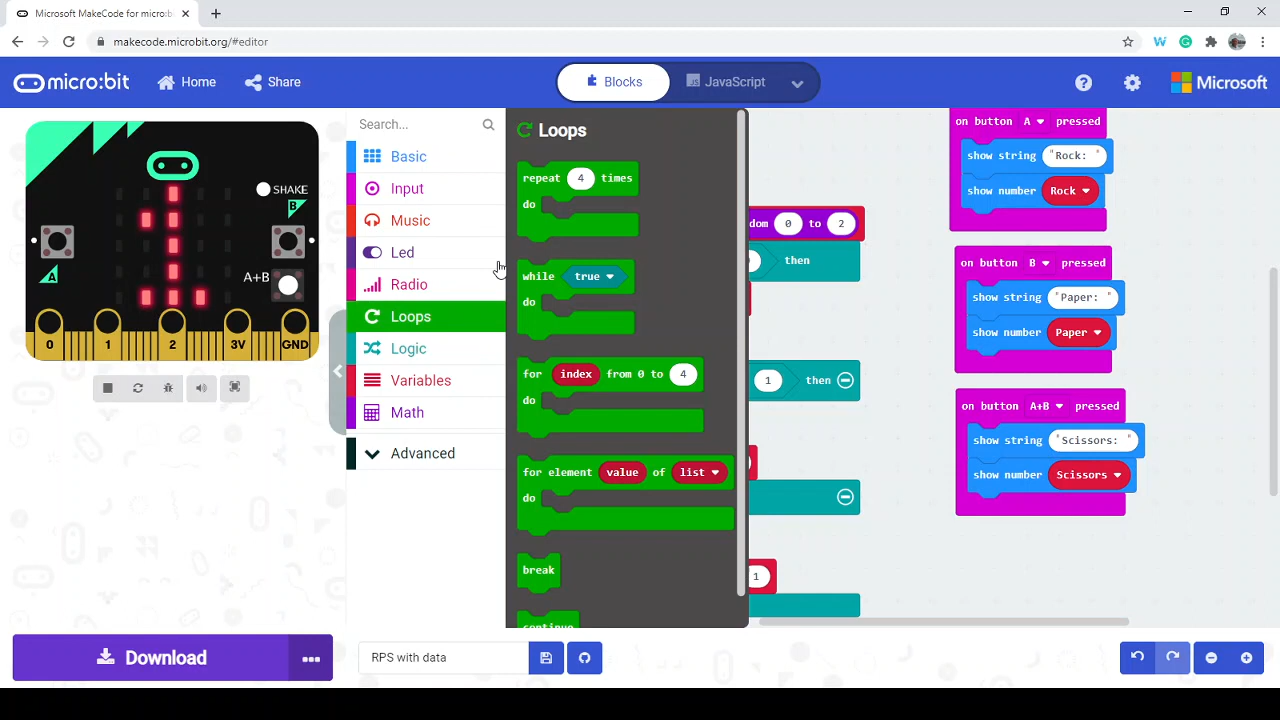 Microsoft MakeCode for micro:b
makecode.microbit.org/#editor
micro:bit
Home
Share
Blocks
JavaScript
Microsoft
SHAKE
B
A
A+B
0 1 2 3V GND
Search...
Basic
Input
Music
Led
Radio
Loops
Logic
Variables
Math
Advanced
Loops
repeat 4 times
do
while true
do
for index from 0 to 4
do
for element value of list
do
break
continue
dom 0 to 2
then
1 then
1
on button A pressed
show string "Rock: "
show number Rock
on button B pressed
show string "Paper: "
show number Paper
on button A+B pressed
show string "Scissors: "
show number Scissors
Download
RPS with data